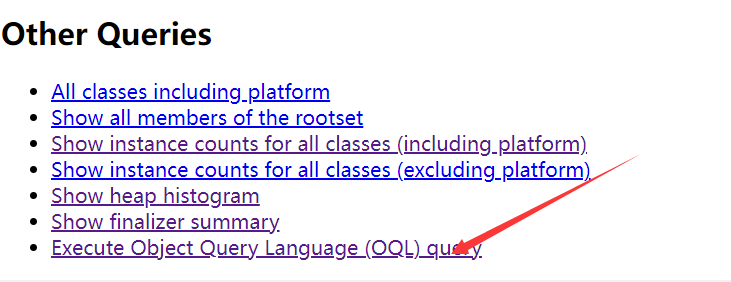 Other Queries
All classes including platform
Show all members of the rootset
Show instance counts for all classes (including platform)
Show instance counts for all classes (excluding platform)
Show heap histogram
Show finalizer summary
Execute Object Query Language (OQL) query